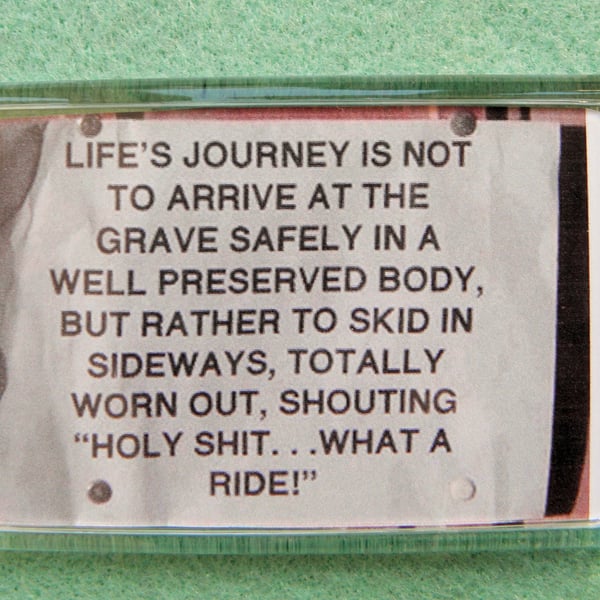 LIFE'S JOURNEY IS NOT
TO ARRIVE AT THE
GRAVE SAFELY IN A
WELL PRESERVED BODY,
BUT RATHER TO SKID IN
SIDEWAYS, TOTALLY
WORN OUT, SHOUTING
“HOLY SHIT. . .WHAT A
RIDE!”